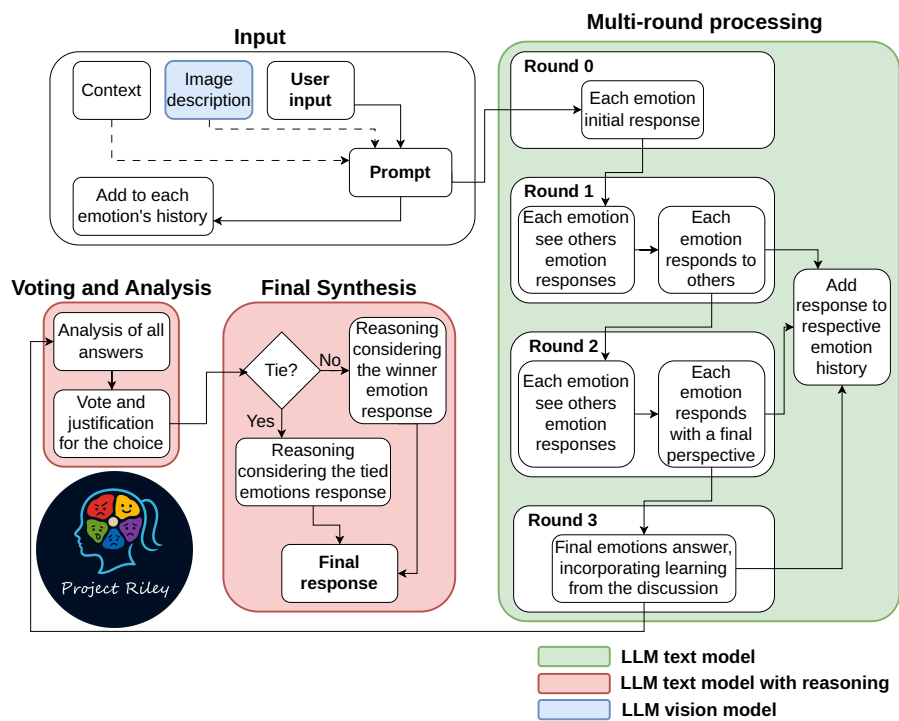 Input
Context
Image
description
User
input
Prompt
Add to each
emotion's history
Multi-round processing
Round 0
Each emotion
initial response
Round 1
Each emotion
see others
emotion
responses
Each
emotion
responds to
others
Add
response to
respective
emotion
history
Round 2
Each emotion
see others
emotion
responses
Each
emotion
responds
with a final
perspective
Round 3
Final emotions answer,
incorporating learning
from the discussion
Voting and Analysis
Analysis of all
answers
Vote and
justification
for the choice
Final Synthesis
Tie?
No
Yes
Reasoning
considering
the winner
emotion
response
Reasoning
considering the tied
emotions response
Final
response
Project Riley
LLM text model
LLM text model with reasoning
LLM vision model